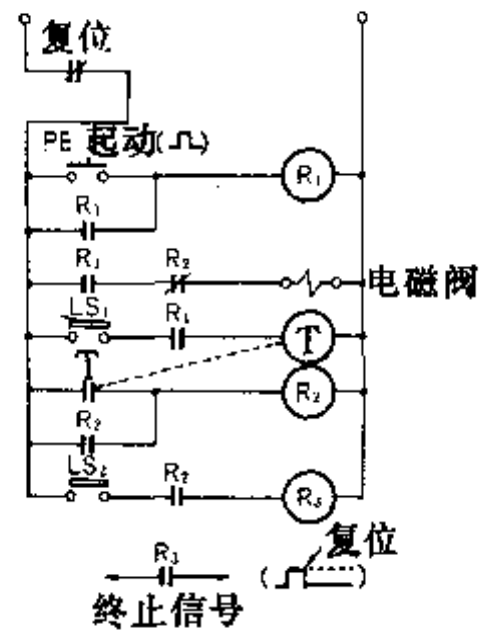 复位
PB 起动(⎍)
R₁
R₁
R₁ R₂
电磁阀
LS₁ R₁ T
T
R₂
R₂
LS₂ R₂
R₃
R₃ 复位
终止信号